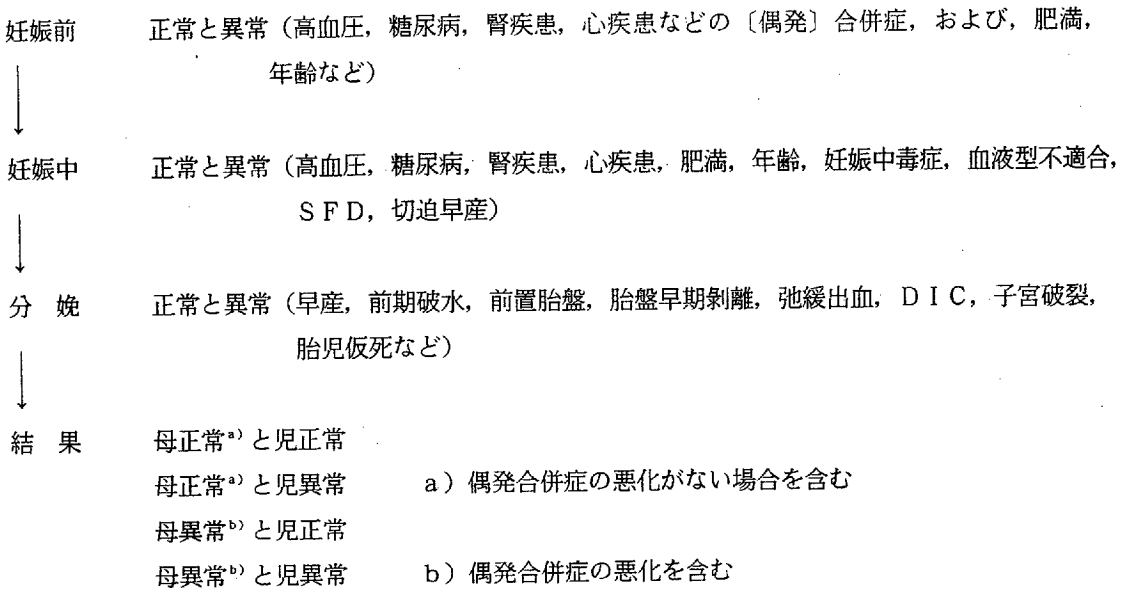 妊娠前 正常と異常(高血圧,糖尿病,腎疾患,心疾患などの〔偶発〕合併症,および,肥満,
年齢など)
妊娠中 正常と異常(高血圧,糖尿病,腎疾患,心疾患,肥満,年齢,妊娠中毒症,血液型不適合,
SFD,切迫早産)
分娩 正常と異常(早産,前期破水,前置胎盤,胎盤早期剝離,弛緩出血,DIC,子宮破裂,
胎児仮死など)
結果 母正常a)と児正常
母正常a)と児異常 a)偶発合併症の悪化がない場合を含む
母異常b)と児正常
母異常b)と児異常 b)偶発合併症の悪化を含む